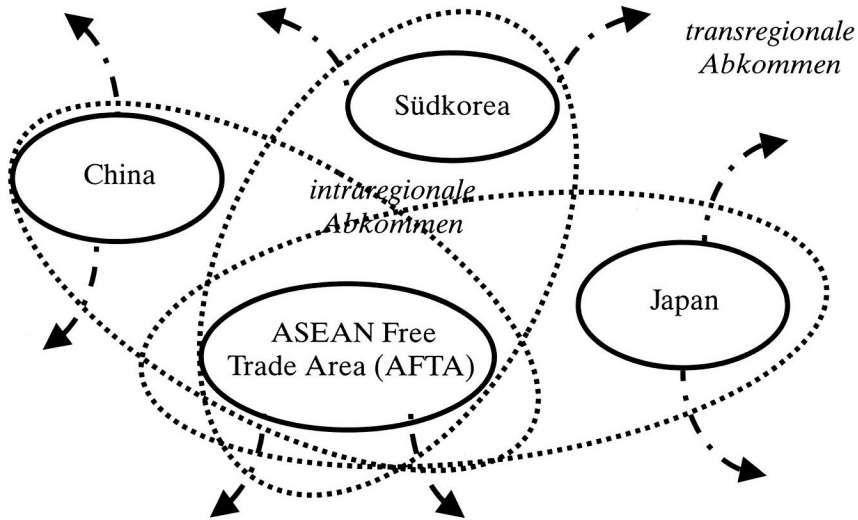 transregionale
Abkommen
Südkorea
China
intraregionale
Abkommen
Japan
ASEAN Free
Trade Area (AFTA)